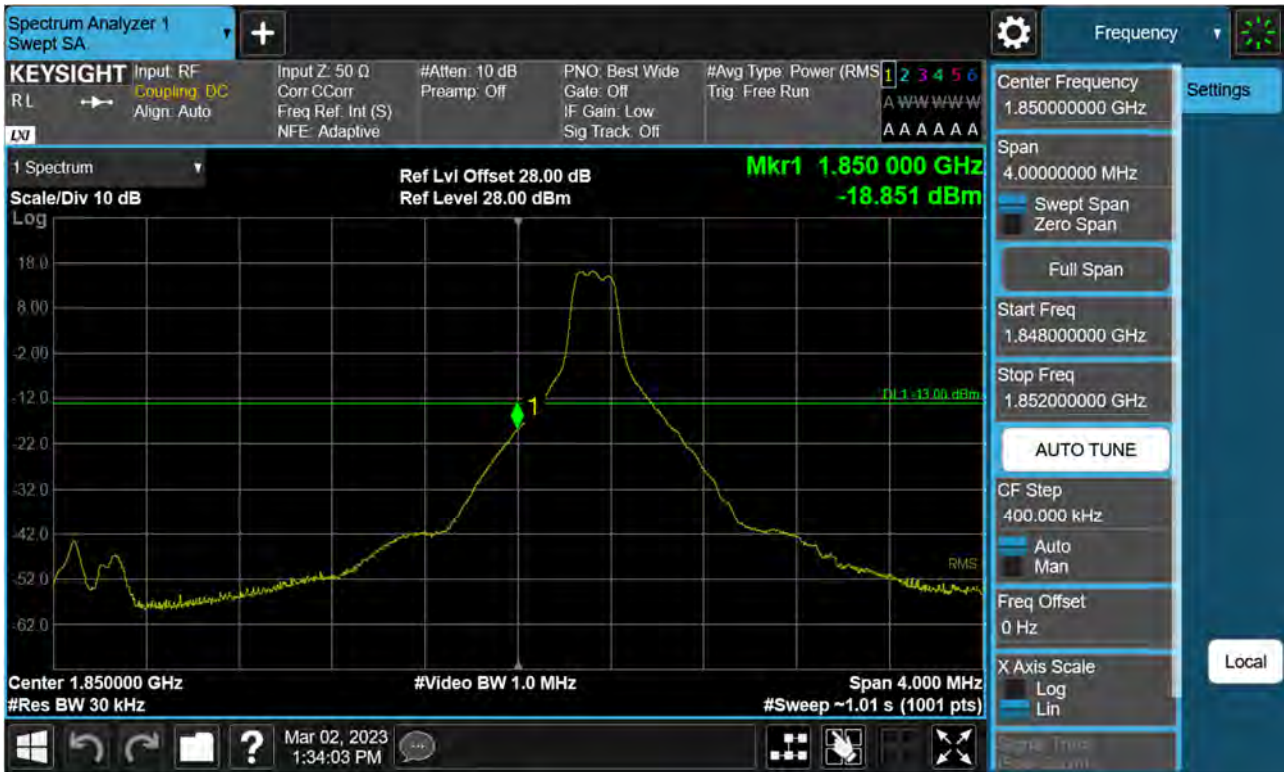 Spectrum Analyzer 1
Swept SA
+
Frequency
KEYSIGHT
RL
LXI
Input: RF
Coupling: DC
Align: Auto
Input Z: 50 Ω
Corr CCorr
Freq Ref: Int (S)
NFE: Adaptive
#Atten: 10 dB
Preamp: Off
PNO: Best Wide
Gate: Off
IF Gain: Low
Sig Track: Off
#Avg Type: Power (RMS
Trig: Free Run
1 2 3 4 5 6
A W W W W W
A A A A A A
1 Spectrum
Scale/Div 10 dB
Ref Lvl Offset 28.00 dB
Ref Level 28.00 dBm
Mkr1 1.850 000 GHz
-18.851 dBm
Log
18.0
8.00
-2.00
-12.0
-22.0
-32.0
-42.0
-52.0
-62.0
1
DL1 -13.00 dBm
RMS
Center 1.850000 GHz
#Res BW 30 kHz
#Video BW 1.0 MHz
Span 4.000 MHz
#Sweep ~1.01 s (1001 pts)
?
Mar 02, 2023
1:34:03 PM
Center Frequency
1.850000000 GHz
Span
4.00000000 MHz
Swept Span
Zero Span
Full Span
Start Freq
1.848000000 GHz
Stop Freq
1.852000000 GHz
AUTO TUNE
CF Step
400.000 kHz
Auto
Man
Freq Offset
0 Hz
X Axis Scale
Log
Lin
Settings
Local